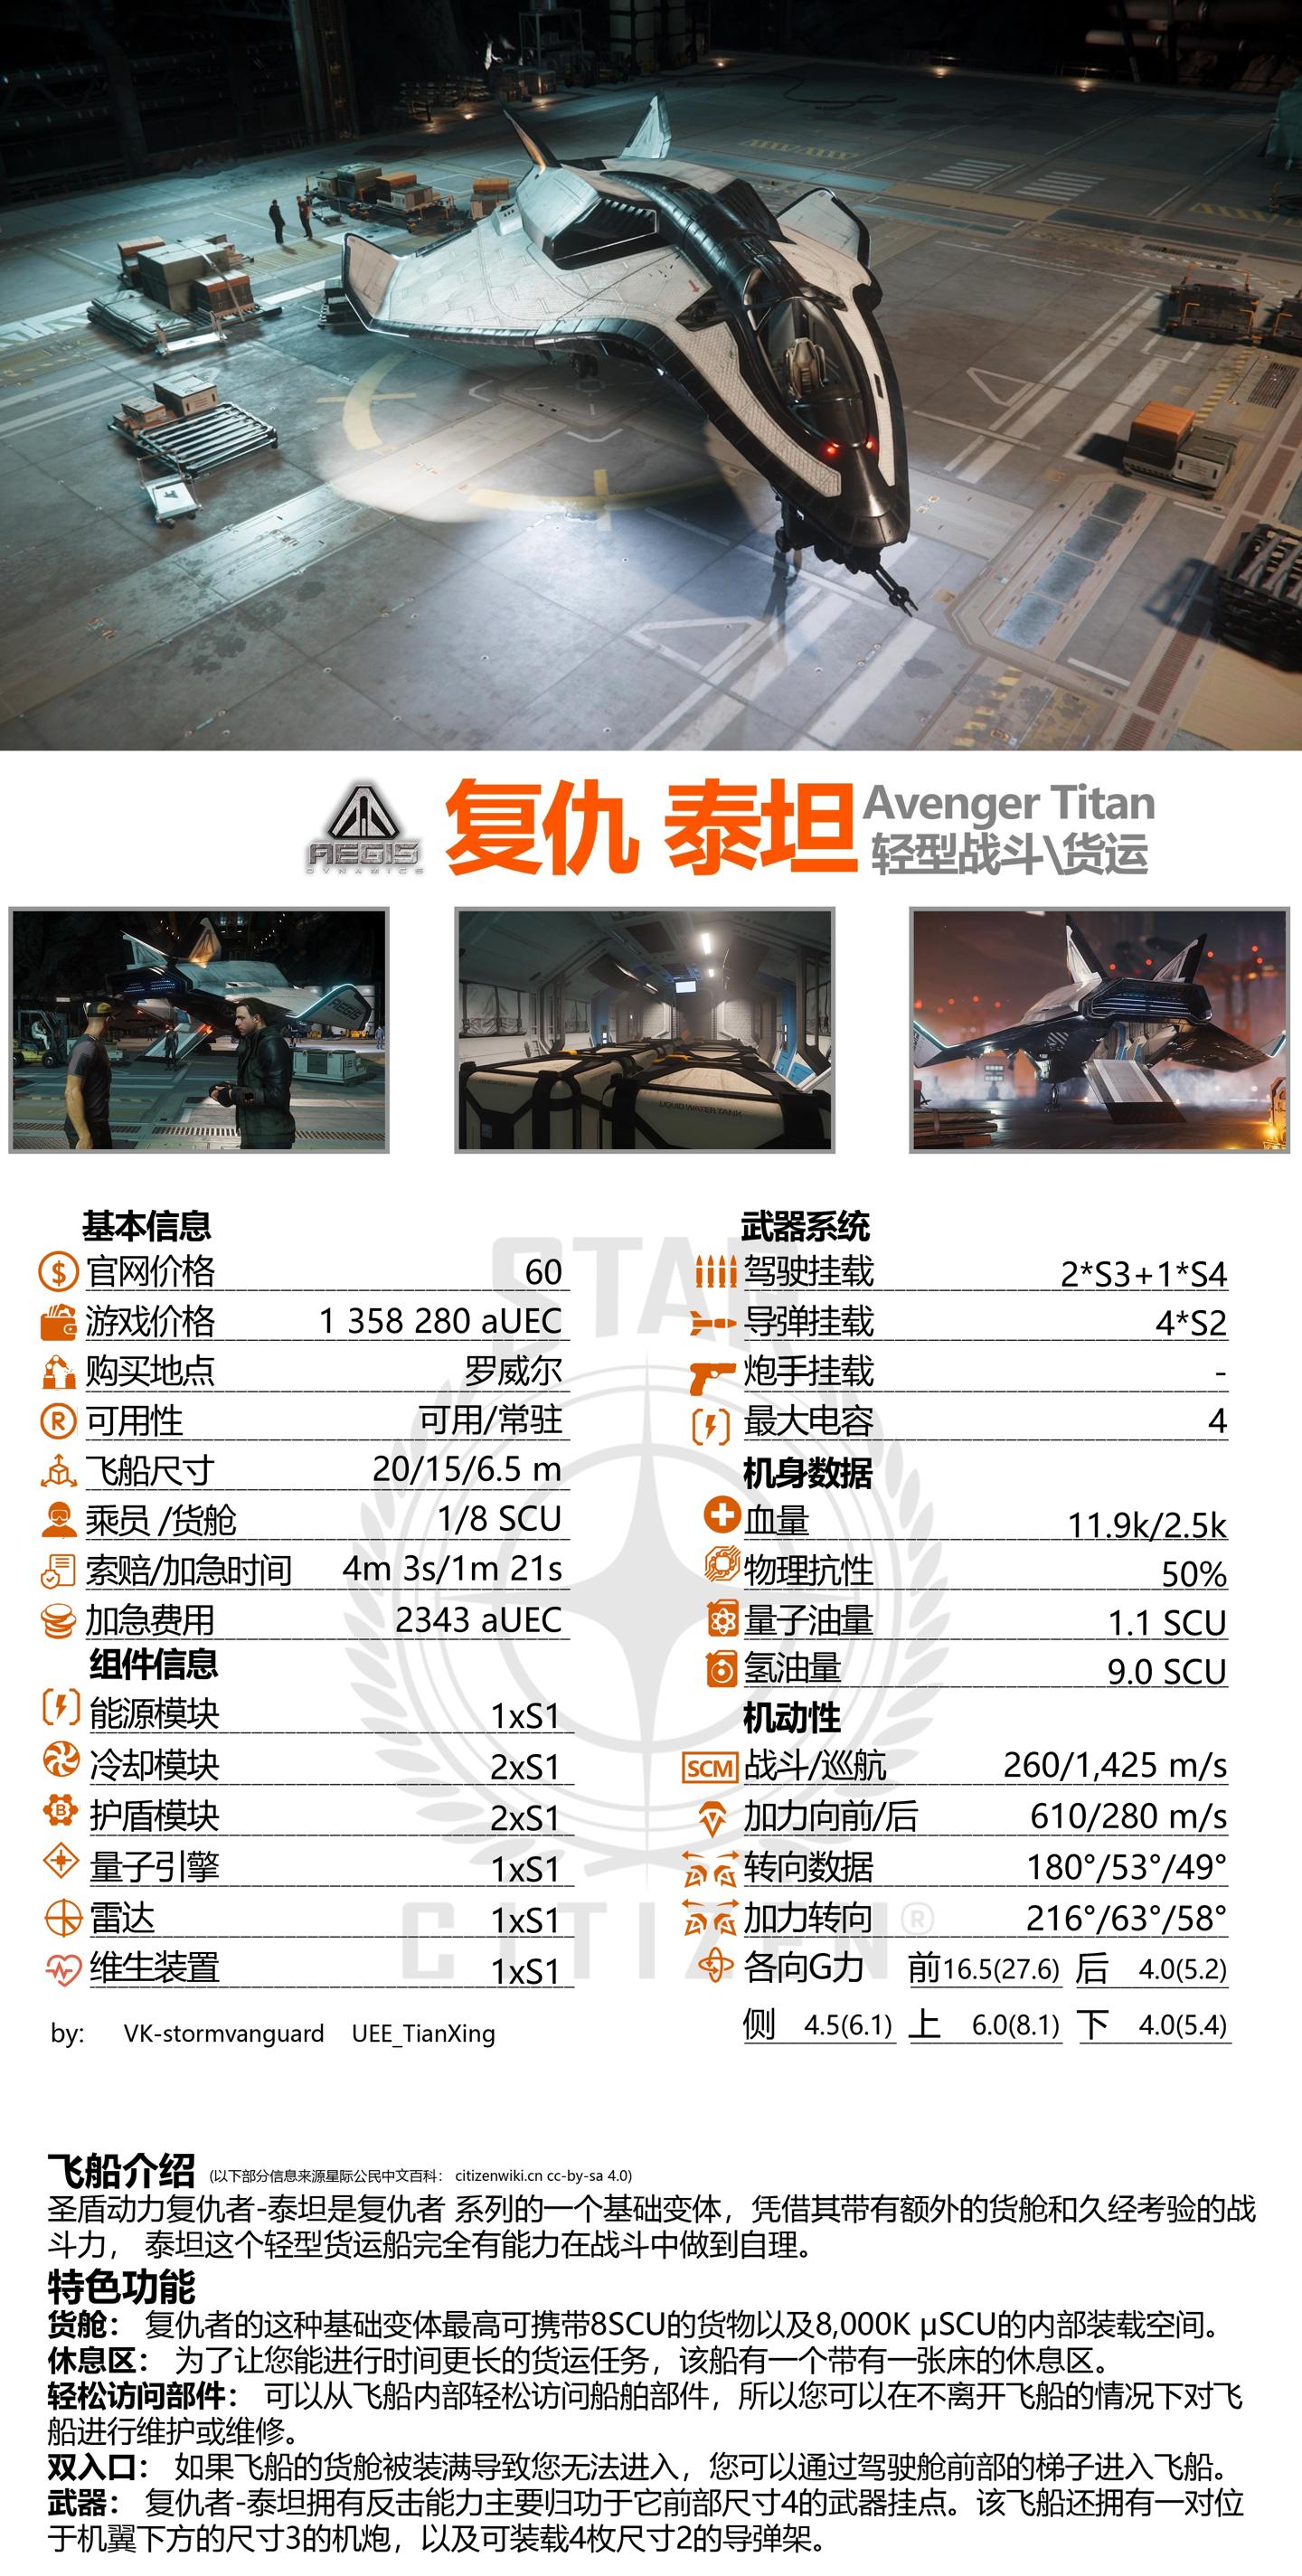 AEGIS
DYNAMICS
复仇 泰坦
Avenger Titan
轻型战斗\货运
LIQUID WATER TANK
STAR
CITIZEN®
基本信息
官网价格 60
游戏价格 1 358 280 aUEC
购买地点 罗威尔
可用性 可用/常驻
飞船尺寸 20/15/6.5 m
乘员 /货舱 1/8 SCU
索赔/加急时间 4m 3s/1m 21s
加急费用 2343 aUEC
组件信息
能源模块 1xS1
冷却模块 2xS1
护盾模块 2xS1
量子引擎 1xS1
雷达 1xS1
维生装置 1xS1
by: VK-stormvanguard UEE_TianXing
武器系统
驾驶挂载 2*S3+1*S4
导弹挂载 4*S2
炮手挂载 -
最大电容 4
机身数据
血量 11.9k/2.5k
物理抗性 50%
量子油量 1.1 SCU
氢油量 9.0 SCU
机动性
SCM 战斗/巡航 260/1,425 m/s
加力向前/后 610/280 m/s
转向数据 180°/53°/49°
加力转向 216°/63°/58°
各向G力 前16.5(27.6) 后 4.0(5.2)
侧 4.5(6.1) 上 6.0(8.1) 下 4.0(5.4)
飞船介绍 (以下部分信息来源星际公民中文百科： citizenwiki.cn cc-by-sa 4.0)
圣盾动力复仇者-泰坦是复仇者 系列的一个基础变体，凭借其带有额外的货舱和久经考验的战
斗力， 泰坦这个轻型货运船完全有能力在战斗中做到自理。
特色功能
货舱： 复仇者的这种基础变体最高可携带8SCU的货物以及8,000K μSCU的内部装载空间。
休息区： 为了让您能进行时间更长的货运任务，该船有一个带有一张床的休息区。
轻松访问部件： 可以从飞船内部轻松访问船舶部件，所以您可以在不离开飞船的情况下对飞
船进行维护或维修。
双入口： 如果飞船的货舱被装满导致您无法进入，您可以通过驾驶舱前部的梯子进入飞船。
武器： 复仇者-泰坦拥有反击能力主要归功于它前部尺寸4的武器挂点。该飞船还拥有一对位
于机翼下方的尺寸3的机炮，以及可装载4枚尺寸2的导弹架。